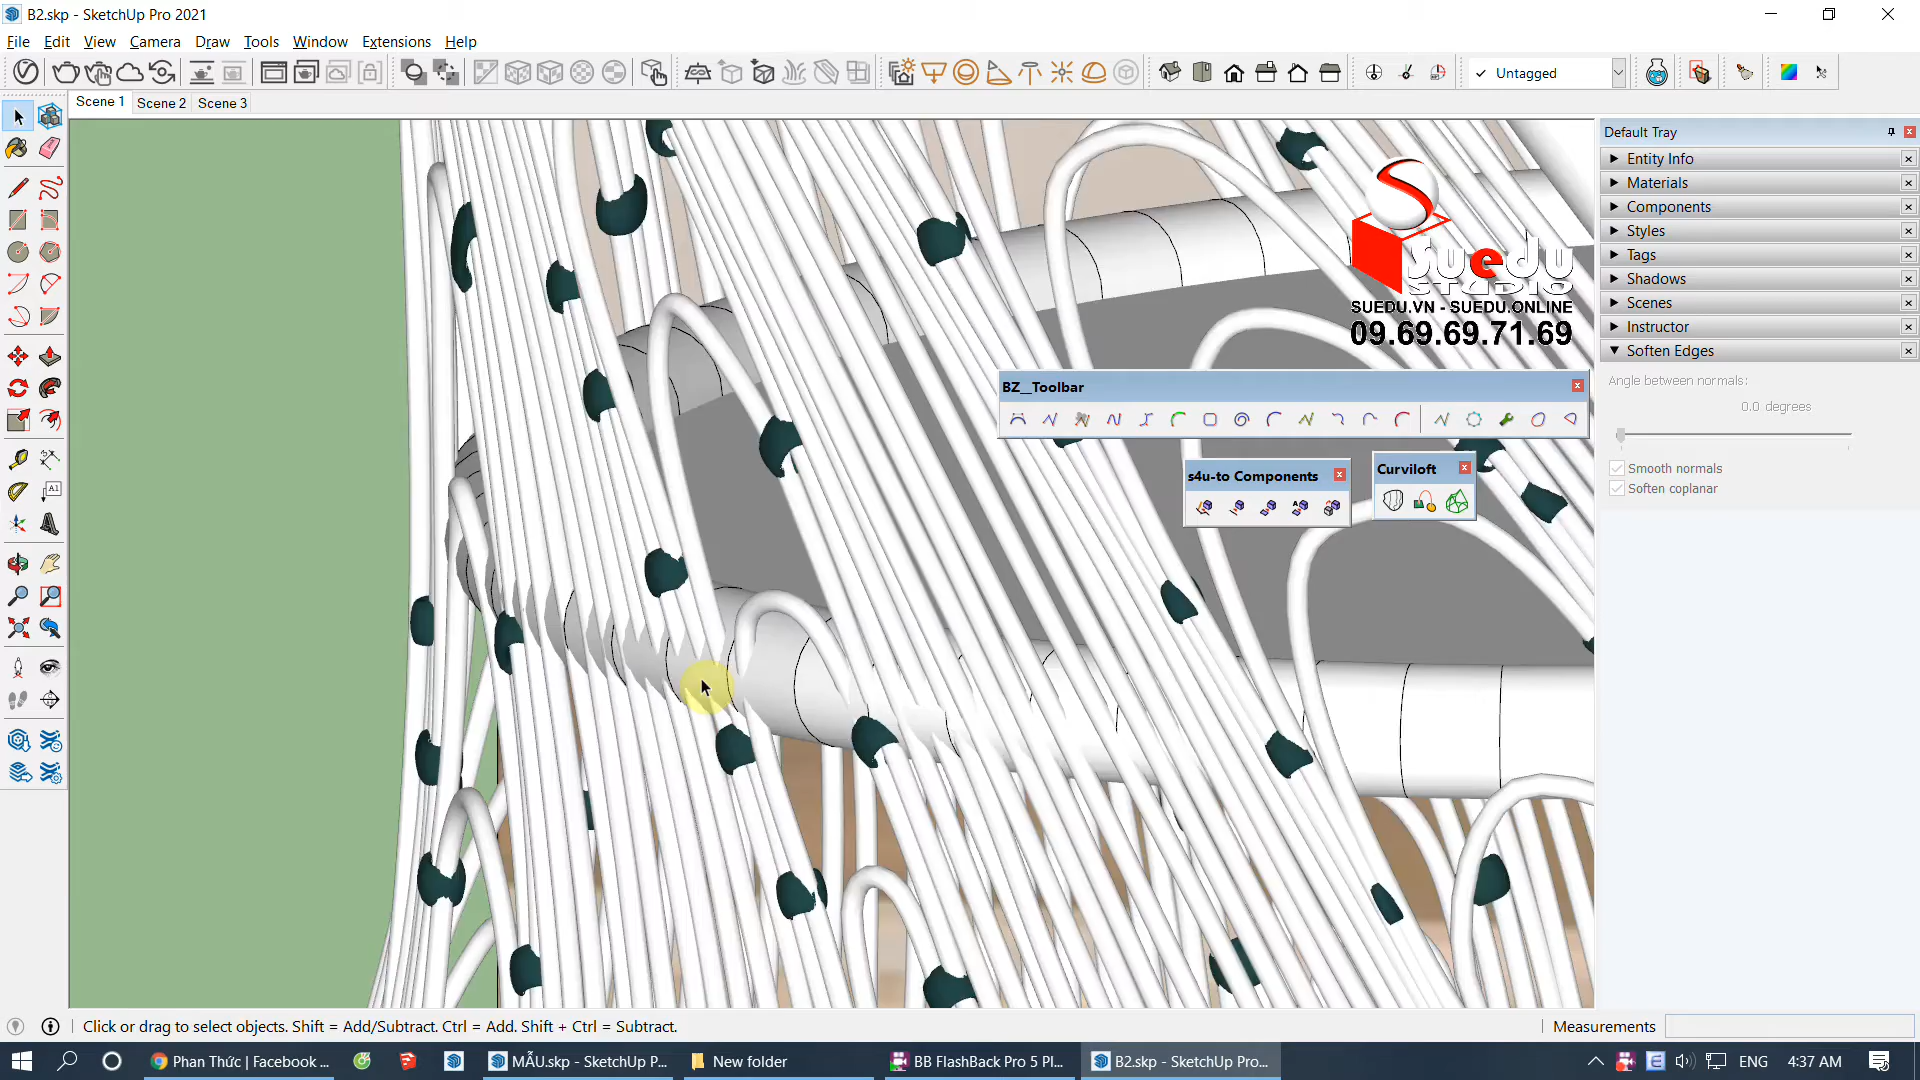 B2.skp - SketchUp Pro 2021
File Edit View Camera Draw Tools Window Extensions Help
Untagged
Scene 1 Scene 2 Scene 3
Default Tray
Entity Info
Materials
Components
Styles
Tags
Shadows
Scenes
Instructor
Soften Edges
Angle between normals:
0.0 degrees
Smooth normals
Soften coplanar
suedu
STUDIO
SUEDU.VN - SUEDU.ONLINE
09.69.69.71.69
BZ__Toolbar
s4u-to Components
Curviloft
A1
Click or drag to select objects. Shift = Add/Subtract. Ctrl = Add. Shift + Ctrl = Subtract.
Measurements
Phan Thức | Facebook ...
MẪU.skp - SketchUp P...
New folder
BB FlashBack Pro 5 Pl...
B2.skp - SketchUp Pro...
ENG
4:37 AM